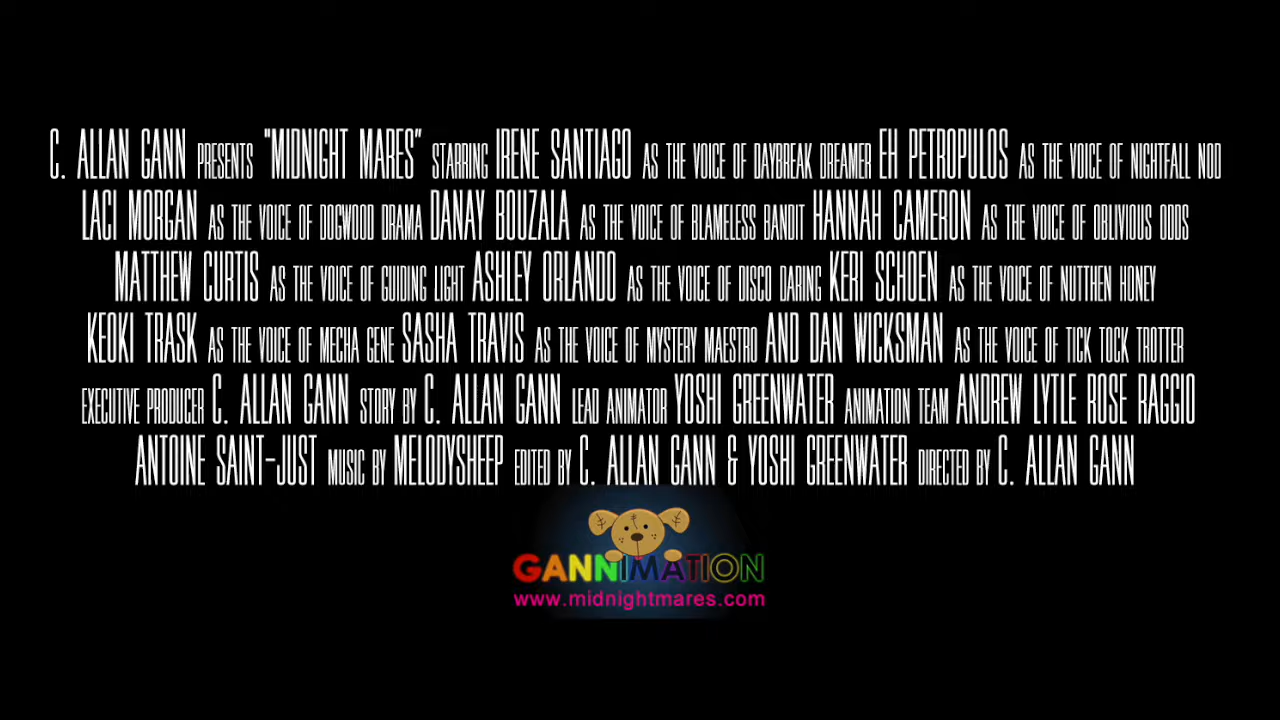 C. ALLAN GANN PRESENTS "MIDNIGHT MARES" STARRING IRENE SANTIAGO AS THE VOICE OF DAYBREAK DREAMER EH PETROPULOS AS THE VOICE OF NIGHTFALL NOD
LACI MORGAN AS THE VOICE OF DOGWOOD DRAMA DANAY BOUZALA AS THE VOICE OF BLAMELESS BANDIT HANNAH CAMERON AS THE VOICE OF OBLIVIOUS ODDS
MATTHEW CURTIS AS THE VOICE OF GUIDING LIGHT ASHLEY ORLANDO AS THE VOICE OF DISCO DARING KERI SCHOEN AS THE VOICE OF NUTTHEN HONEY
KEOKI TRASK AS THE VOICE OF MECHA GENE SASHA TRAVIS AS THE VOICE OF MYSTERY MAESTRO AND DAN WICKSMAN AS THE VOICE OF TICK TOCK TROTTER
EXECUTIVE PRODUCER C. ALLAN GANN STORY BY C. ALLAN GANN LEAD ANIMATOR YOSHI GREENWATER ANIMATION TEAM ANDREW LYTLE ROSE RAGGIO
ANTOINE SAINT-JUST MUSIC BY MELODYSHEEP EDITED BY C. ALLAN GANN & YOSHI GREENWATER DIRECTED BY C. ALLAN GANN
GANNIMATION
www.midnightmares.com